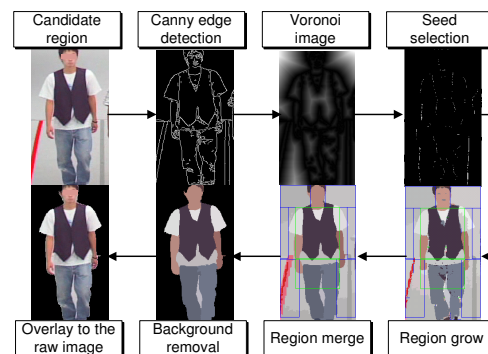 Candidate
region
Canny edge
detection
Voronoi
image
Seed
selection
Overlay to the
raw image
Background
removal
Region merge
Region grow